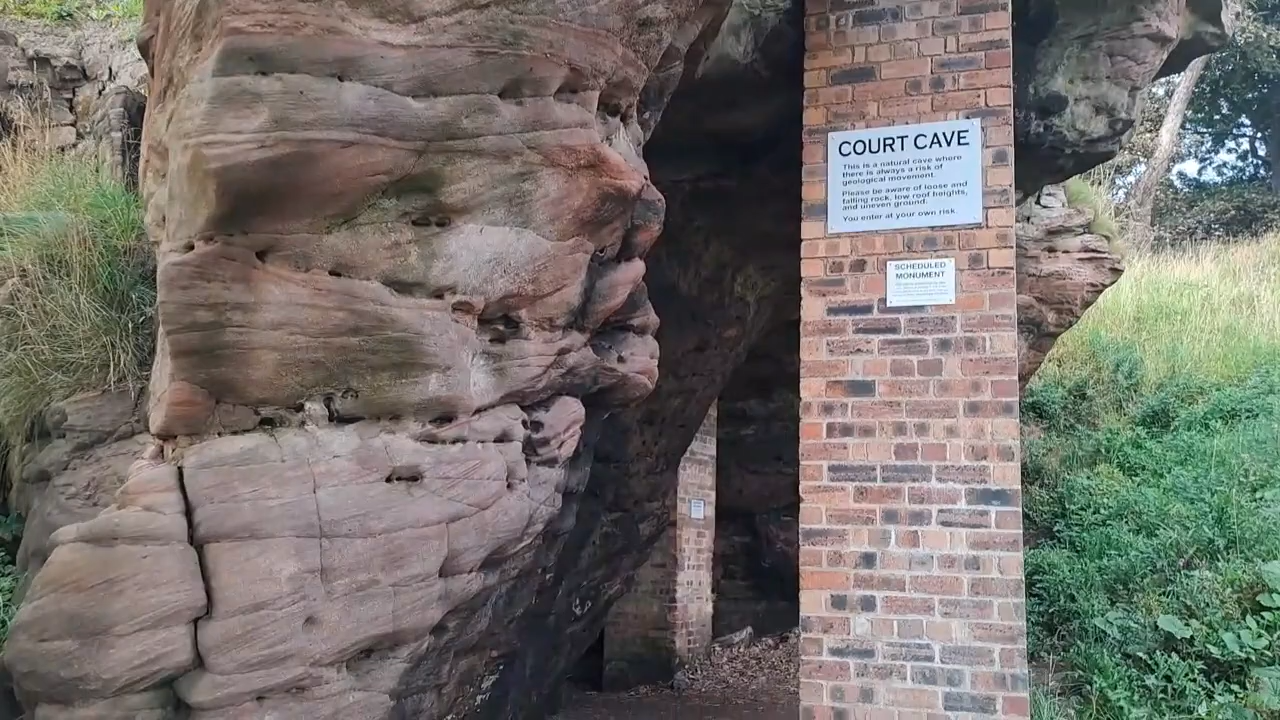 COURT CAVE
This is a natural cave where
there is always a risk of
geological movement.
Please be aware of loose and
falling rock, low roof heights,
and uneven ground.
You enter at your own risk.
SCHEDULED
MONUMENT